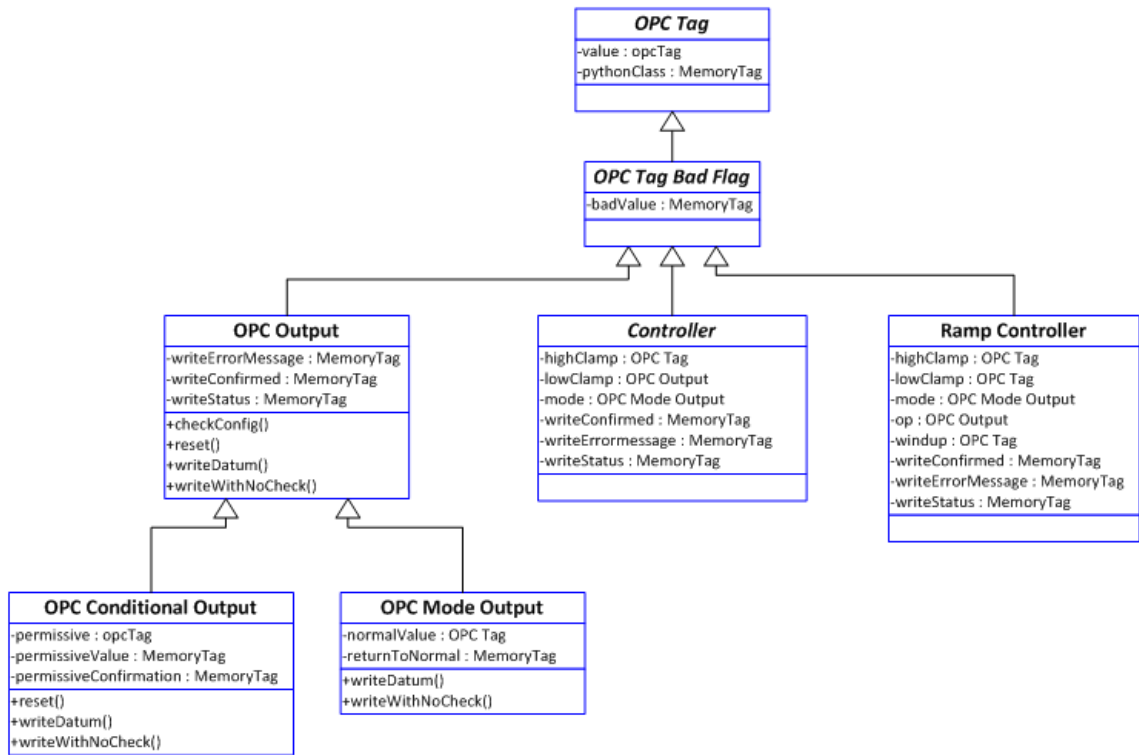 OPC Tag
-value : opcTag
-pythonClass : MemoryTag
OPC Tag Bad Flag
-badValue : MemoryTag
OPC Output
-writeErrorMessage : MemoryTag
-writeConfirmed : MemoryTag
-writeStatus : MemoryTag
+checkConfig()
+reset()
+writeDatum()
+writeWithNoCheck()
Controller
-highClamp : OPC Tag
-lowClamp : OPC Output
-mode : OPC Mode Output
-writeConfirmed : MemoryTag
-writeErrormessage : MemoryTag
-writeStatus : MemoryTag
Ramp Controller
-highClamp : OPC Tag
-lowClamp : OPC Tag
-mode : OPC Mode Output
-op : OPC Output
-windup : OPC Tag
-writeConfirmed : MemoryTag
-writeErrorMessage : MemoryTag
-writeStatus : MemoryTag
OPC Conditional Output
-permissive : opcTag
-permissiveValue : MemoryTag
-permissiveConfirmation : MemoryTag
+reset()
+writeDatum()
+writeWithNoCheck()
OPC Mode Output
-normalValue : OPC Tag
-returnToNormal : MemoryTag
+writeDatum()
+writeWithNoCheck()